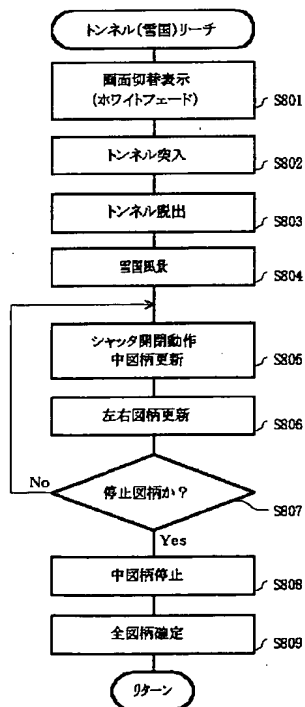 トンネル(雪国)リーチ
画面切替表示
(ホワイトフェード)
S801
トンネル突入
S802
トンネル脱出
S803
雪国風景
S804
シャッタ開閉動作
中図柄更新
S805
左右図柄更新
S806
No
停止図柄か?
S807
Yes
中図柄停止
S808
全図柄確定
S809
リターン